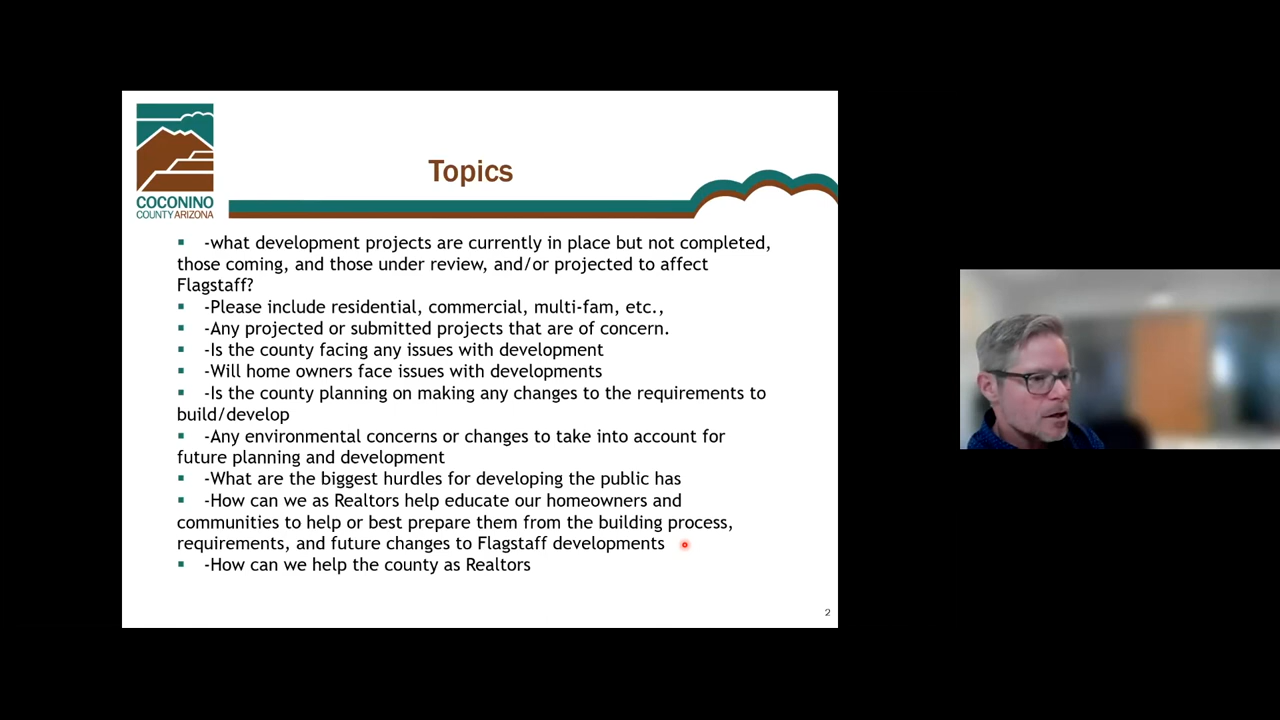 COCONINO
COUNTY ARIZONA
Topics
-what development projects are currently in place but not completed,
those coming, and those under review, and/or projected to affect
Flagstaff?
-Please include residential, commercial, multi-fam, etc.,
-Any projected or submitted projects that are of concern.
-Is the county facing any issues with development
-Will home owners face issues with developments
-Is the county planning on making any changes to the requirements to
build/develop
-Any environmental concerns or changes to take into account for
future planning and development
-What are the biggest hurdles for developing the public has
-How can we as Realtors help educate our homeowners and
communities to help or best prepare them from the building process,
requirements, and future changes to Flagstaff developments
-How can we help the county as Realtors
2